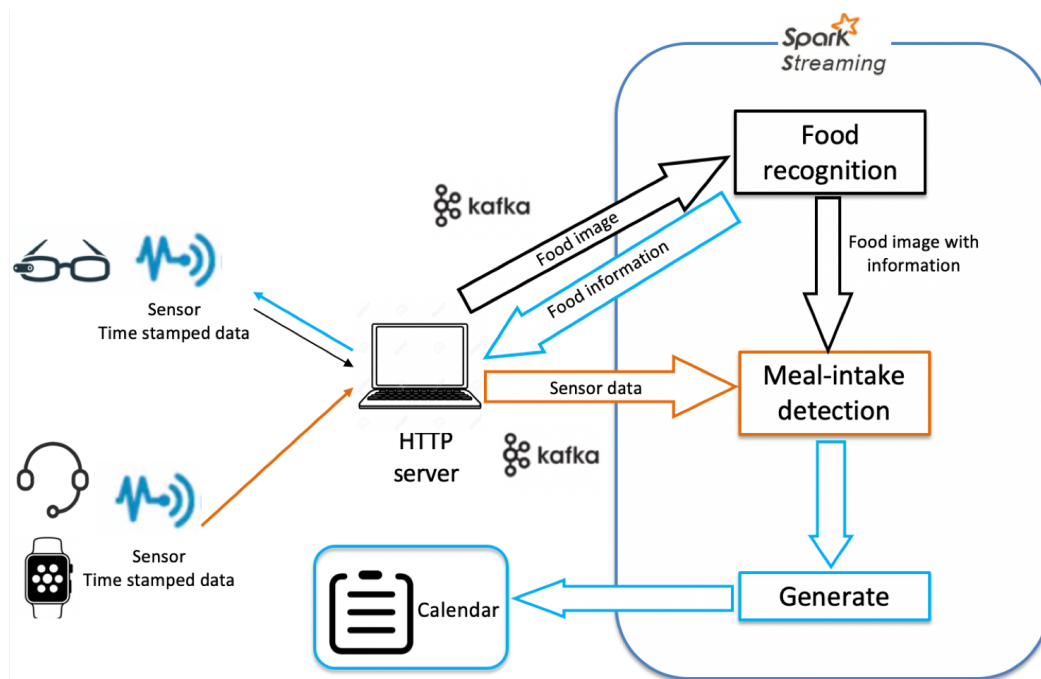 Spark
Streaming
Food
recognition
kafka
Food image
Food information
Food image with
information
Sensor
Time stamped data
Sensor data
Meal-intake
detection
HTTP
server
kafka
Sensor
Time stamped data
Calendar
Generate